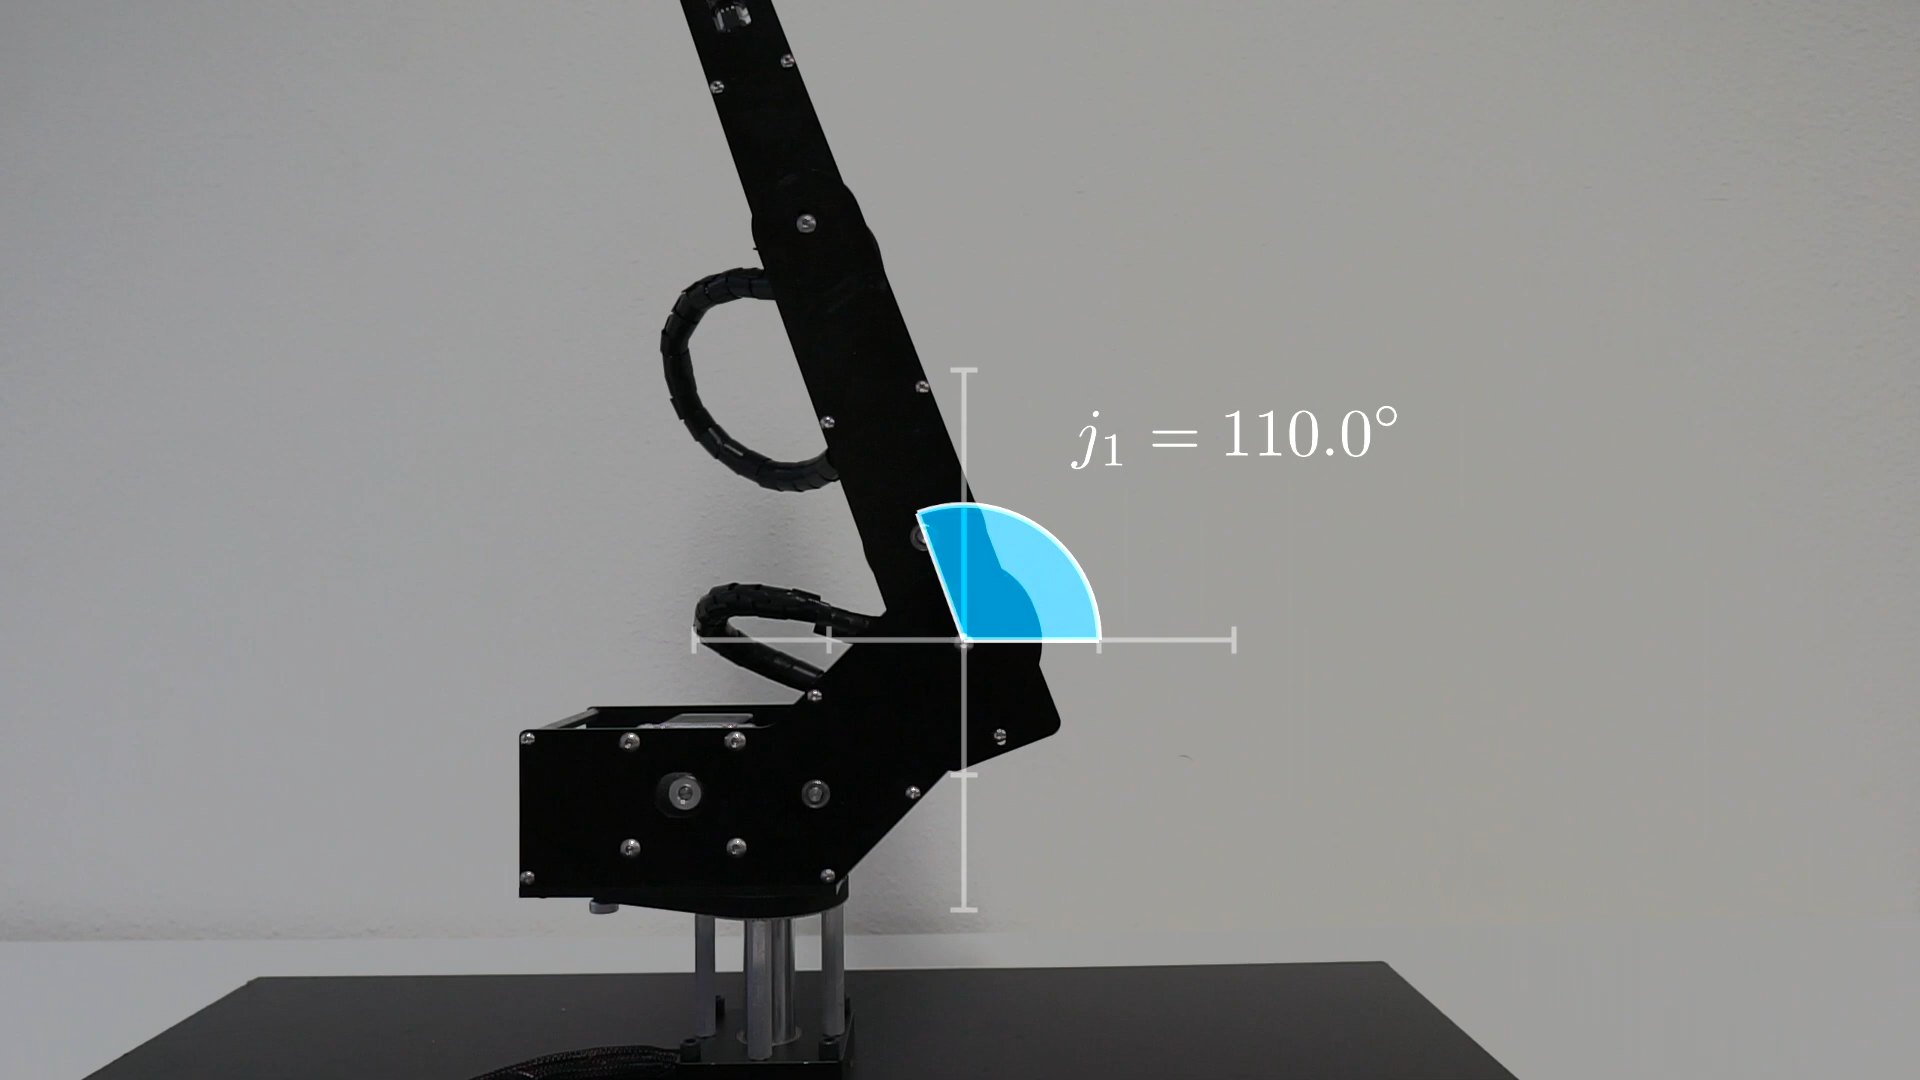 j₁ = 110.0°